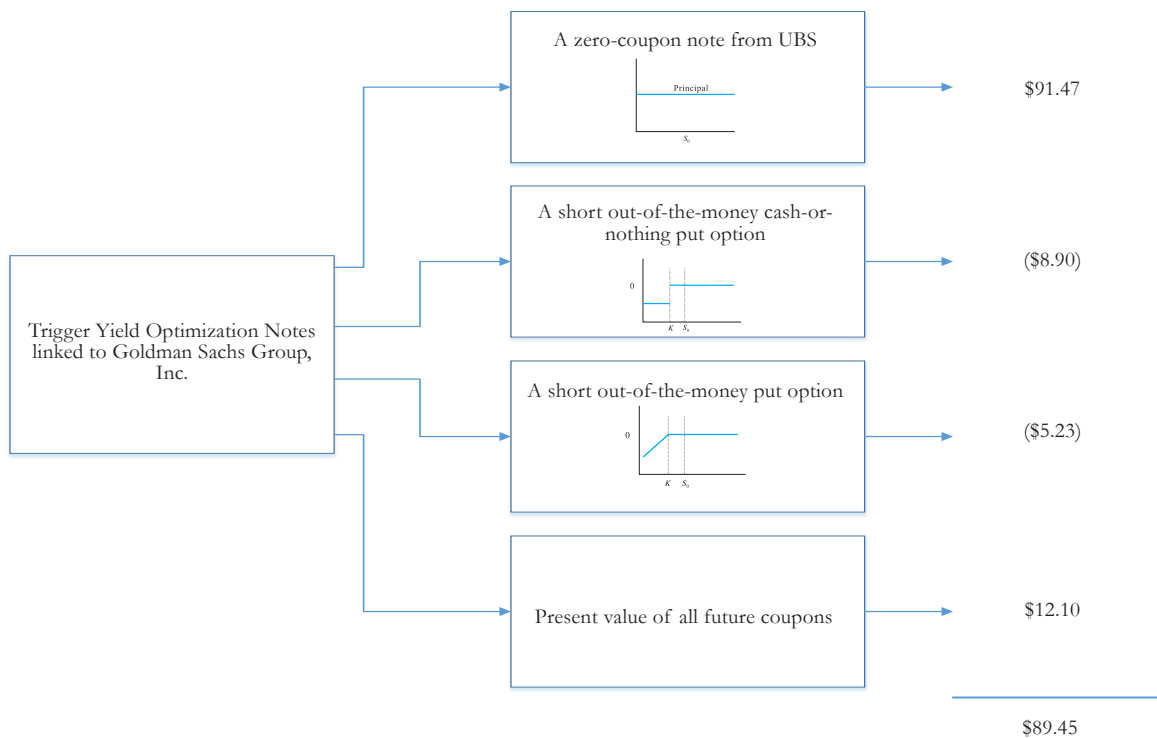 A zero-coupon note from UBS
Principal
S0
$91.47
A short out-of-the-money cash-or-
nothing put option
0
K
S0
($8.90)
Trigger Yield Optimization Notes
linked to Goldman Sachs Group,
Inc.
A short out-of-the-money put option
0
K
S0
($5.23)
Present value of all future coupons
$12.10
$89.45